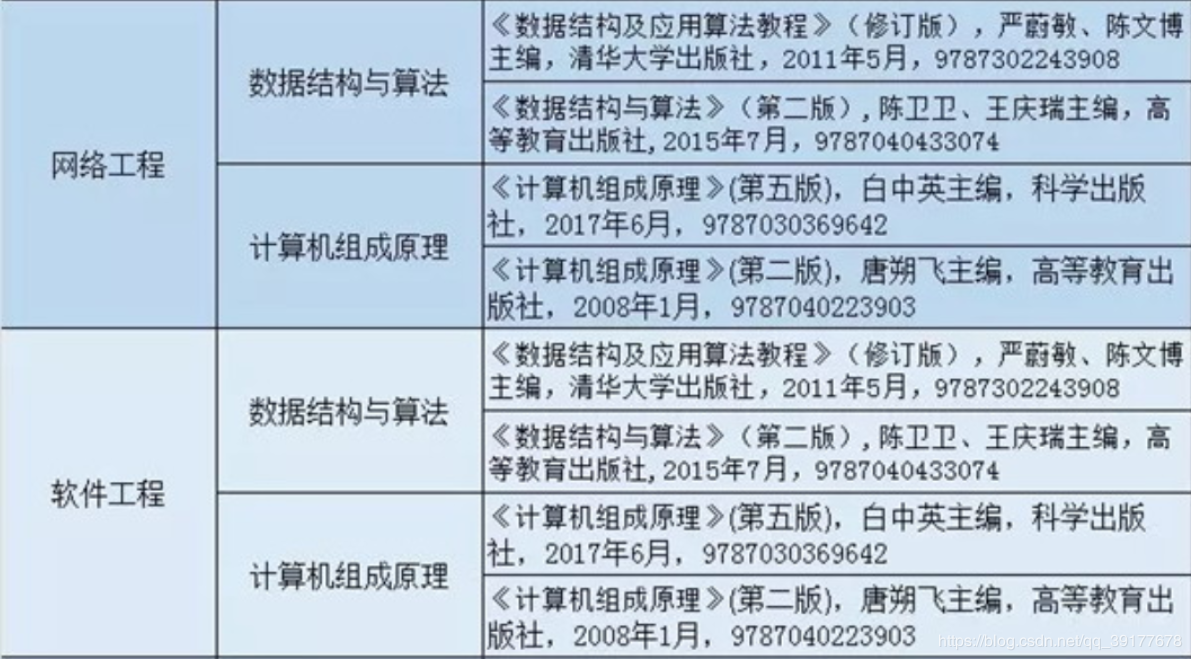 网络工程
数据结构与算法
《数据结构及应用算法教程》（修订版），严蔚敏、陈文博
主编，清华大学出版社，2011年5月，9787302243908
《数据结构与算法》（第二版）,陈卫卫、王庆瑞主编，高
等教育出版社,2015年7月，9787040433074
计算机组成原理
《计算机组成原理》(第五版)，白中英主编，科学出版
社，2017年6月，9787030369642
《计算机组成原理》(第二版)，唐朔飞主编，高等教育出
版社，2008年1月，9787040223903
软件工程
数据结构与算法
《数据结构及应用算法教程》（修订版），严蔚敏、陈文博
主编，清华大学出版社，2011年5月，9787302243908
《数据结构与算法》（第二版）,陈卫卫、王庆瑞主编，高
等教育出版社,2015年7月，9787040433074
计算机组成原理
《计算机组成原理》(第五版)，白中英主编，科学出版
社，2017年6月，9787030369642
《计算机组成原理》(第二版)，唐朔飞主编，高等教育出
版社，2008年1月，9787040223903
https://blog.csdn.net/qq_39177678